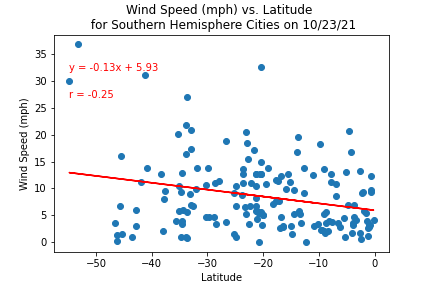 Wind Speed (mph) vs. Latitude
for Southern Hemisphere Cities on 10/23/21
y = -0.13x + 5.93
r = -0.25
Wind Speed (mph)
35
30
25
20
15
10
5
0
−50
−40
−30
−20
−10
0
Latitude